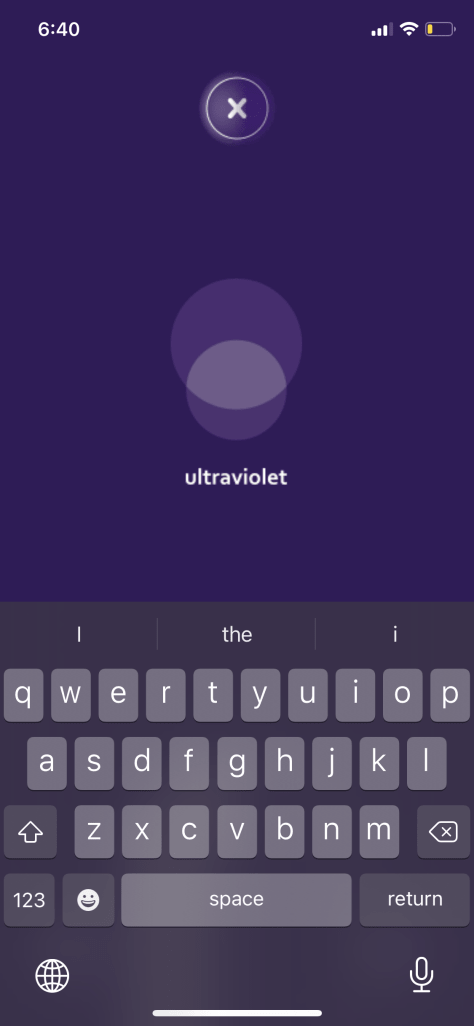 6:40
ultraviolet
I the i
q w e r t y u i o p
a s d f g h j k l
z x c v b n m
123 space return